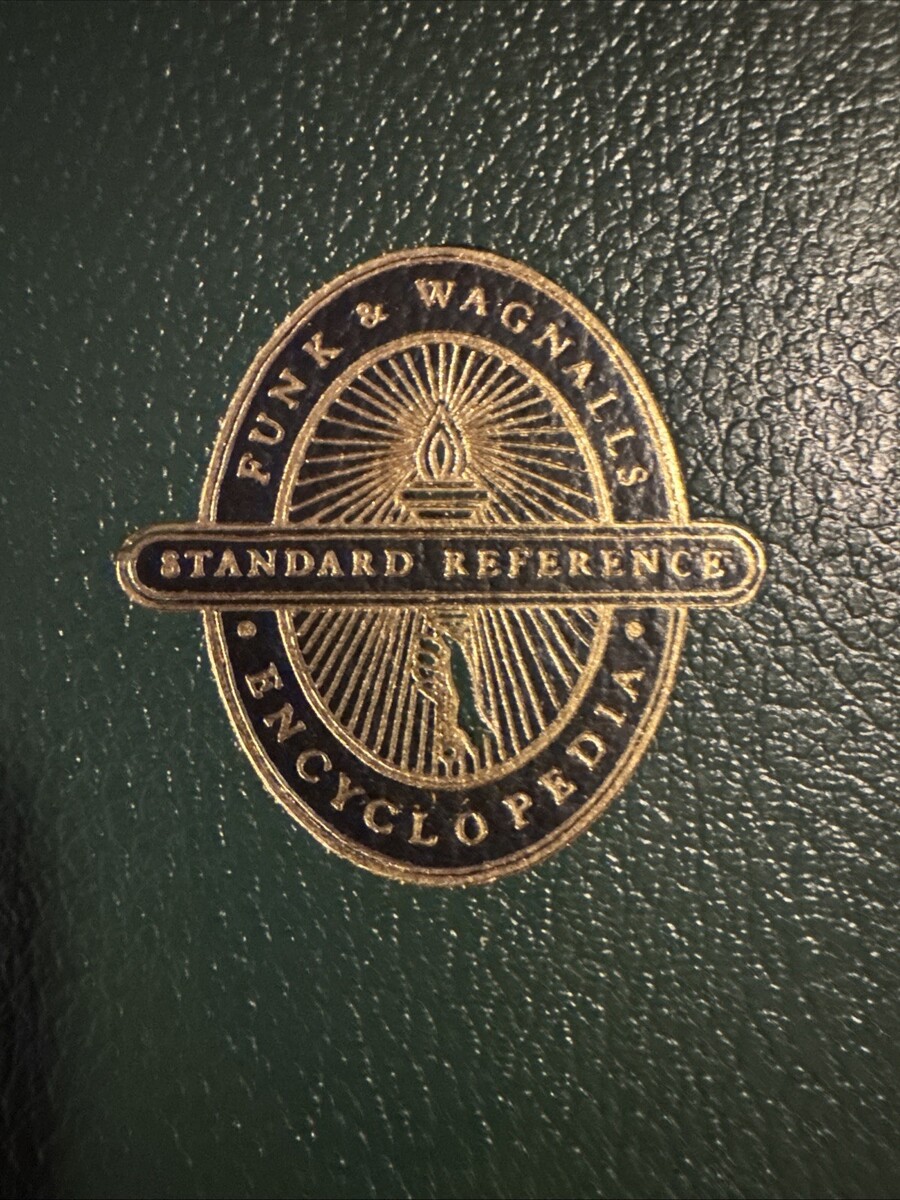 FUNK & WAGNALLS
STANDARD REFERENCE
• ENCYCLOPEDIA •